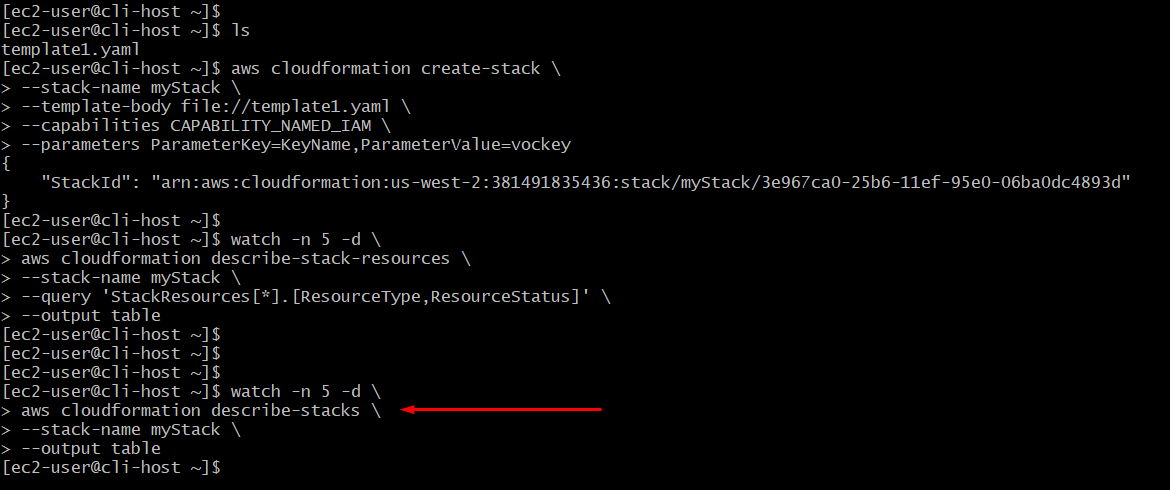 [ec2-user@cli-host ~]$
[ec2-user@cli-host ~]$ ls
template1.yaml
[ec2-user@cli-host ~]$ aws cloudformation create-stack \
> --stack-name myStack \
> --template-body file://template1.yaml \
> --capabilities CAPABILITY_NAMED_IAM \
> --parameters ParameterKey=KeyName,ParameterValue=vockey
{
    "StackId": "arn:aws:cloudformation:us-west-2:381491835436:stack/myStack/3e967ca0-25b6-11ef-95e0-06ba0dc4893d"
}
[ec2-user@cli-host ~]$
[ec2-user@cli-host ~]$ watch -n 5 -d \
> aws cloudformation describe-stack-resources \
> --stack-name myStack \
> --query 'StackResources[*].[ResourceType,ResourceStatus]' \
> --output table
[ec2-user@cli-host ~]$
[ec2-user@cli-host ~]$
[ec2-user@cli-host ~]$
[ec2-user@cli-host ~]$ watch -n 5 -d \
> aws cloudformation describe-stacks \
> --stack-name myStack \
> --output table
[ec2-user@cli-host ~]$